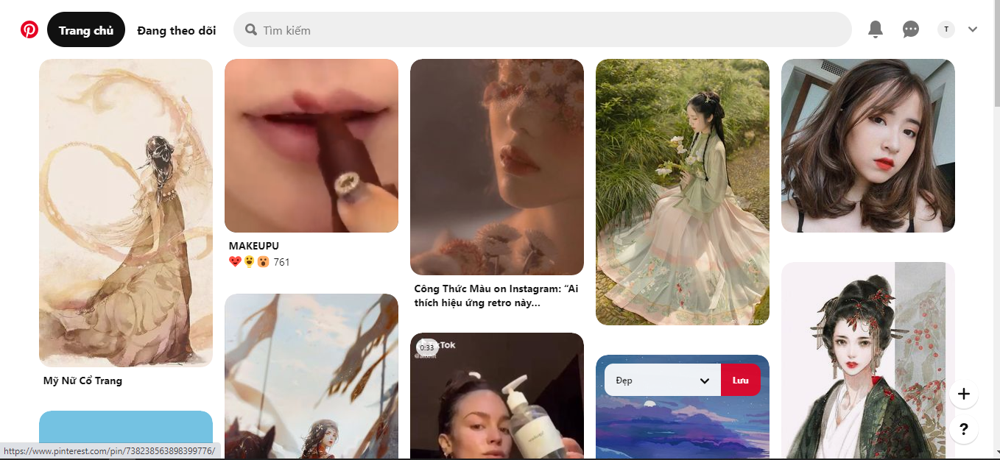 Trang chủ
Đang theo dõi
Tìm kiếm
T
MAKEUPU
761
Công Thức Màu on Instagram: “Ai
thích hiệu ứng retro này...
0:33
kTok
Đẹp
Lưu
Mỹ Nữ Cổ Trang
+
?
https://www.pinterest.com/pin/738238563898399776/